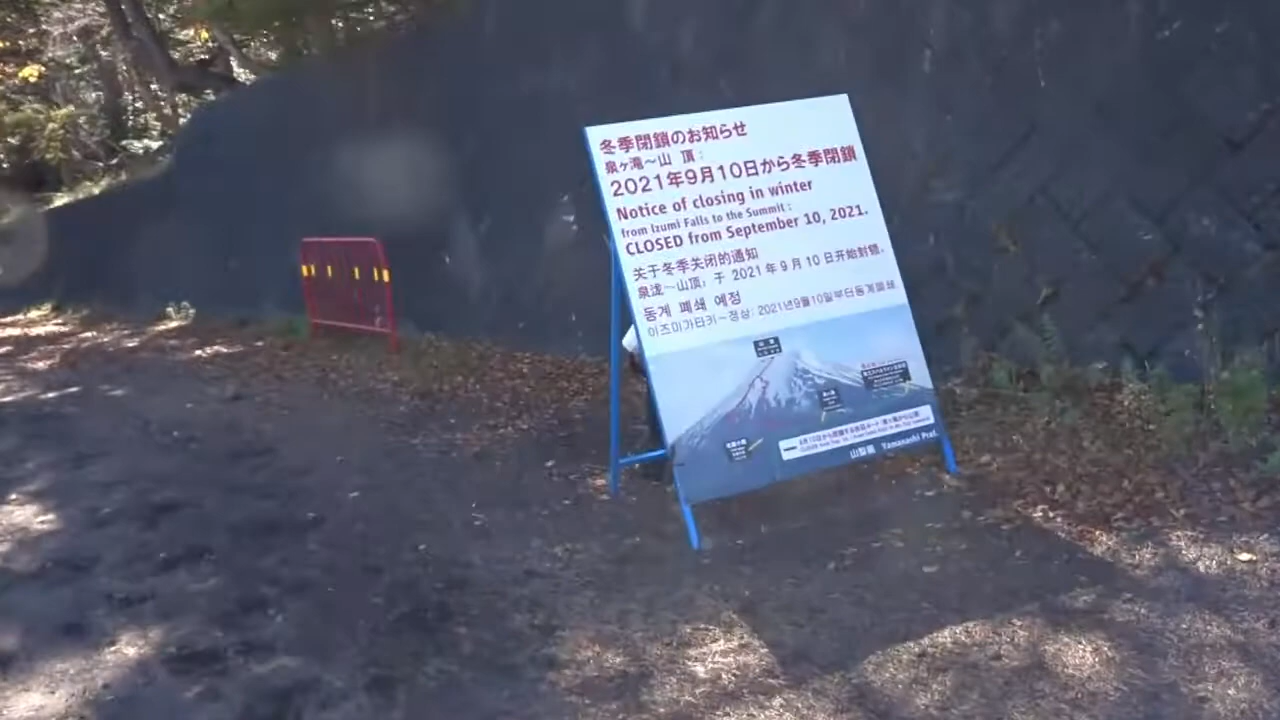 冬季閉鎖のお知らせ
泉ヶ滝～山 頂：
2021年9月10日から冬季閉鎖
Notice of closing in winter
from Izumi Falls to the Summit :
CLOSED from September 10, 2021.
关于冬季关闭的通知
泉泷～山顶：于 2021 年 9 月 10 日开始封锁.
동계 폐쇄 예정
이즈미가타키～정상: 2021년9월10일부터동계폐쇄.
山梨県 Yamanashi Pref.